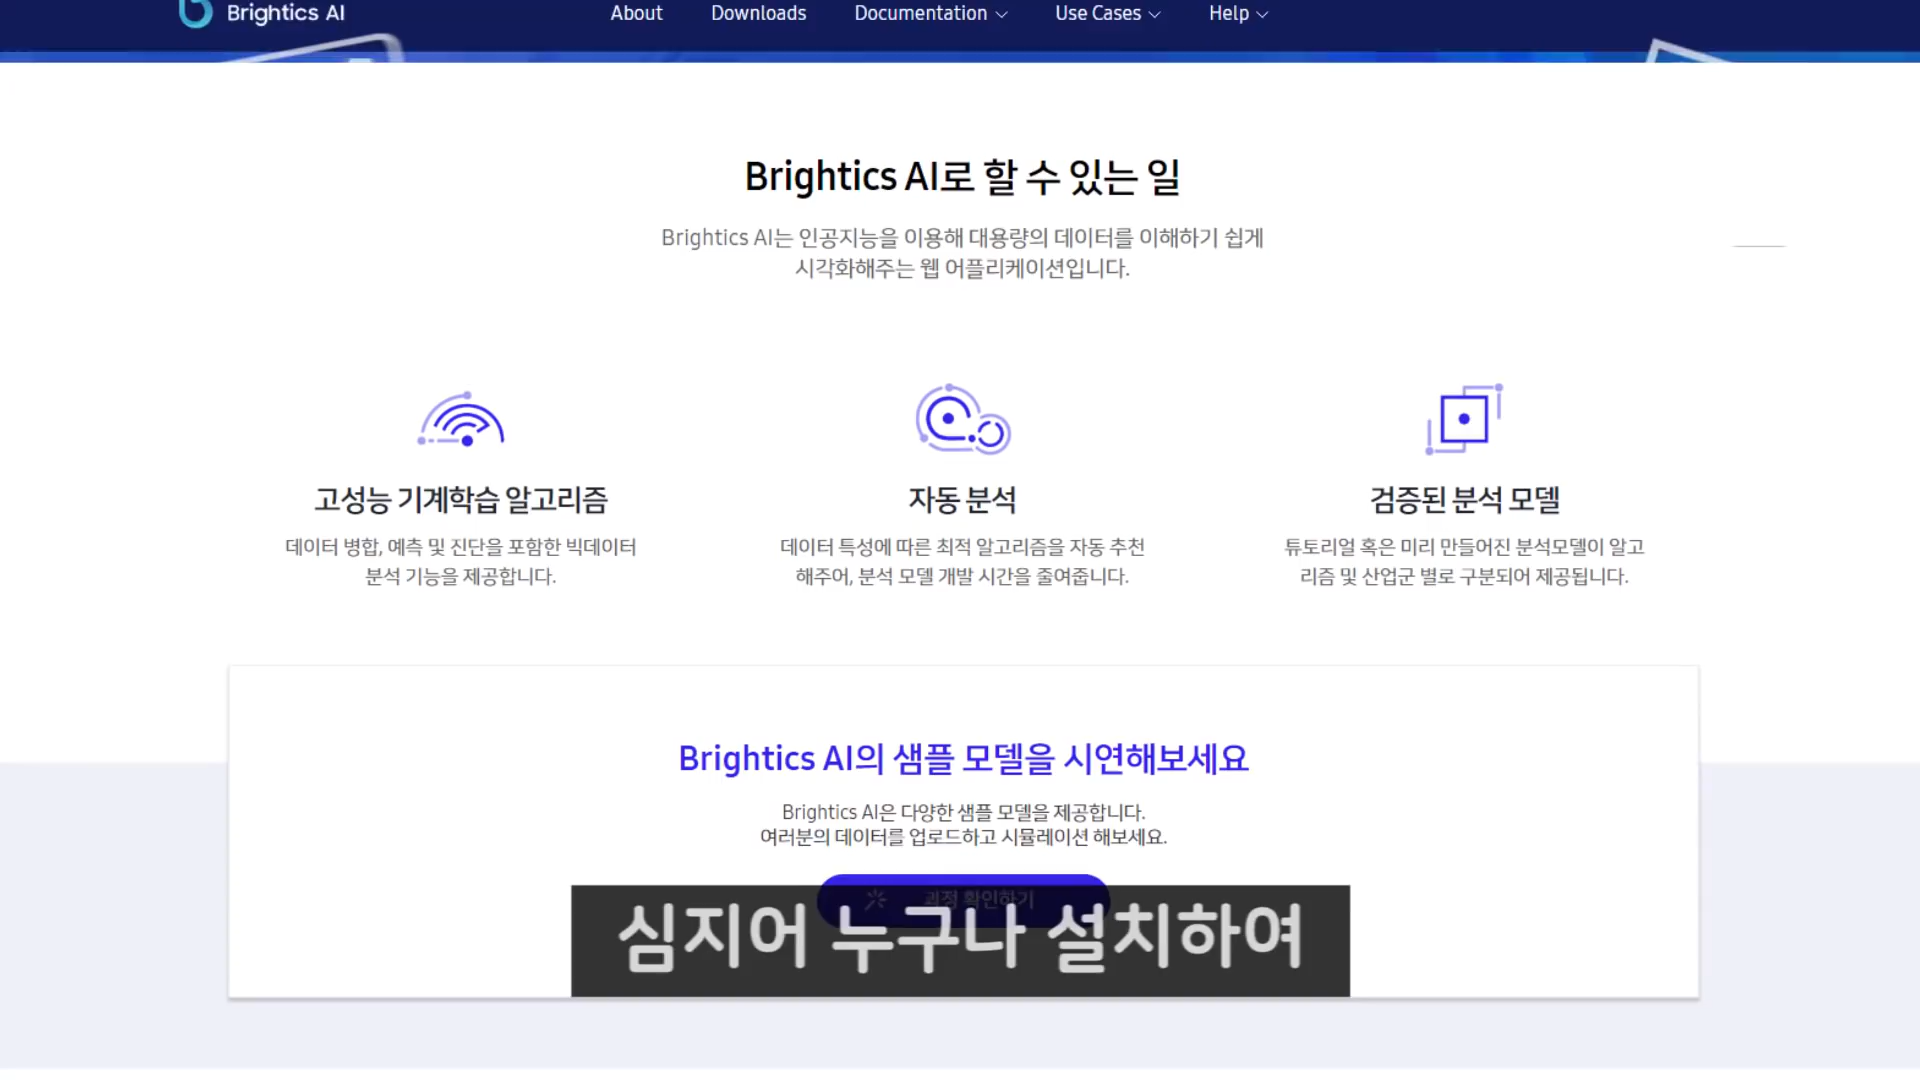 Brightics AI
About
Downloads
Documentation
Use Cases
Help
Brightics AI로 할 수 있는 일
Brightics AI는 인공지능을 이용해 대용량의 데이터를 이해하기 쉽게
시각화해주는 웹 어플리케이션입니다.
고성능 기계학습 알고리즘
데이터 병합, 예측 및 진단을 포함한 빅데이터
분석 기능을 제공합니다.
자동 분석
데이터 특성에 따른 최적 알고리즘을 자동 추천
해주어, 분석 모델 개발 시간을 줄여줍니다.
검증된 분석 모델
튜토리얼 혹은 미리 만들어진 분석모델이 알고
리즘 및 산업군 별로 구분되어 제공됩니다.
Brightics AI의 샘플 모델을 시연해보세요
Brightics AI은 다양한 샘플 모델을 제공합니다.
여러분의 데이터를 업로드하고 시뮬레이션 해보세요.
과정 확인하기
심지어 누구나 설치하여